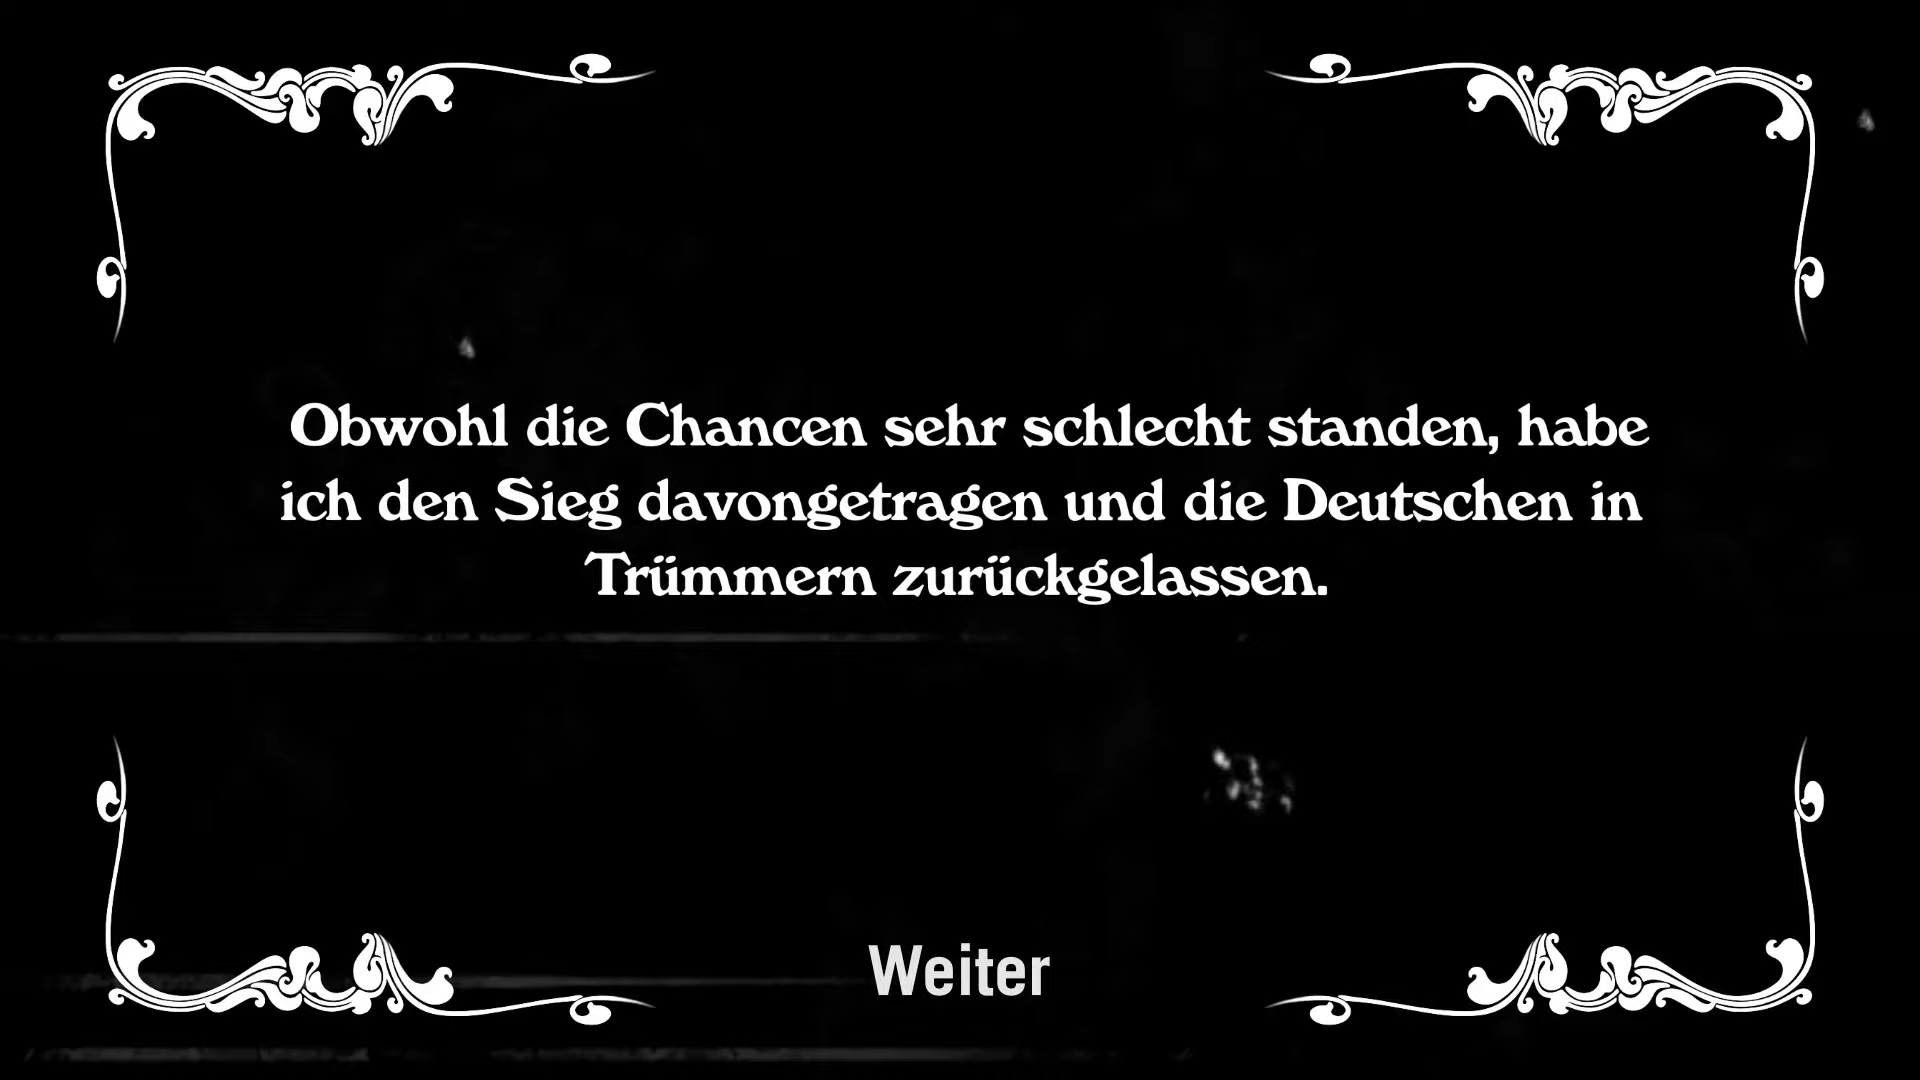 Obwohl die Chancen sehr schlecht standen, habe
ich den Sieg davongetragen und die Deutschen in
Trümmern zurückgelassen.
Weiter